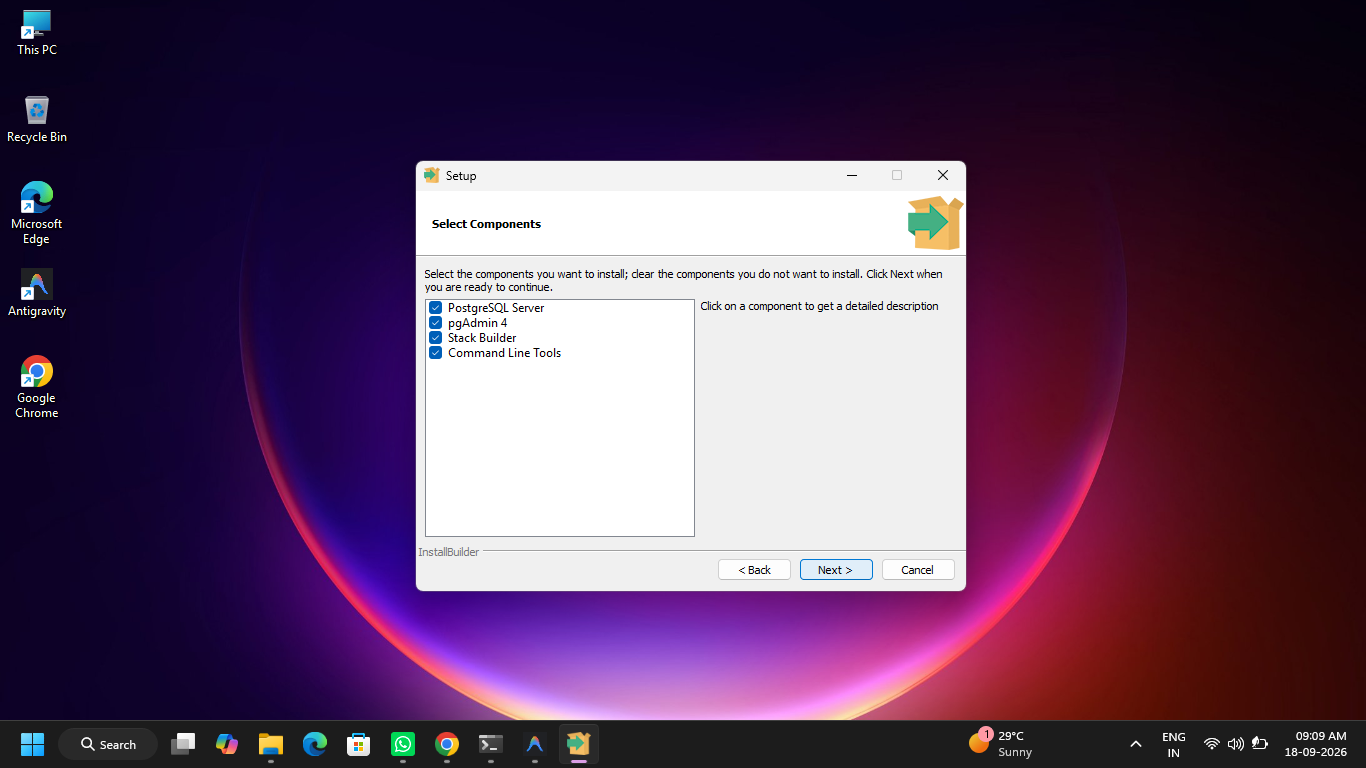 This PC
Recycle Bin
Microsoft
Edge
Antigravity
Google
Chrome
Setup
Select Components
Select the components you want to install; clear the components you do not want to install. Click Next when
you are ready to continue.
PostgreSQL Server
pgAdmin 4
Stack Builder
Command Line Tools
Click on a component to get a detailed description
InstallBuilder
< Back
Next >
Cancel
Search
1
29°C
Sunny
ENG
IN
09:09 AM
18-09-2026